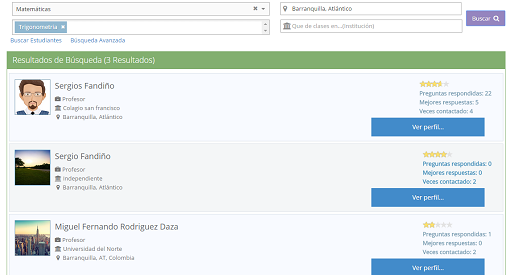 Matemáticas
Barranquilla, Atlántico
Trigonometría
Que de clases en...(Institución)
Buscar
Buscar Estudiantes Búsqueda Avanzada
Resultados de Búsqueda (3 Resultados)
Sergios Fandiño
Profesor
Colagio san francisco
Barranquilla, Atlántico
Preguntas respondidas: 22
Mejores respuestas: 5
Veces contactado: 4
Ver perfil...
Sergio Fandiño
Profesor
Independiente
Barranquilla, Atlántico
Preguntas respondidas: 0
Mejores respuestas: 0
Veces contactado: 2
Ver perfil...
Miguel Fernando Rodriguez Daza
Profesor
Universidad del Norte
Barranquilla, AT, Colombia
Preguntas respondidas: 1
Mejores respuestas: 0
Veces contactado: 2
Ver perfil...